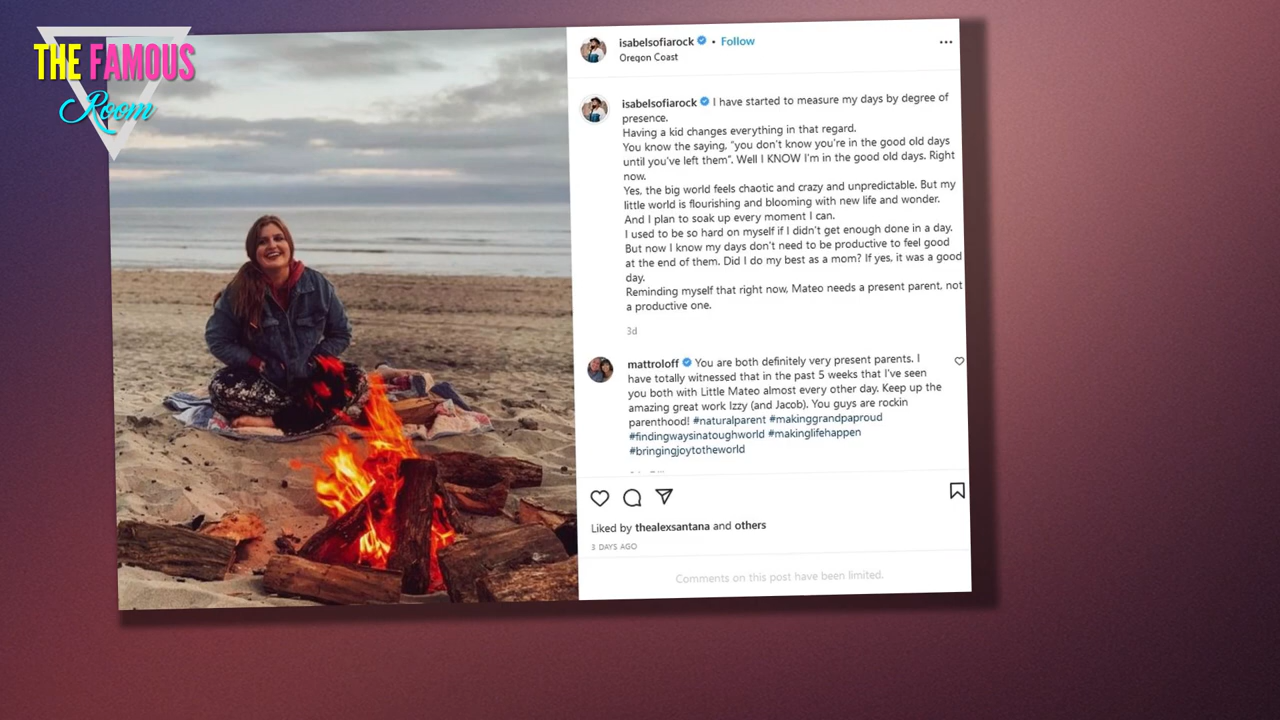 THE FAMOUS
Room
isabelsofiarock • Follow
Oregon Coast
isabelsofiarock I have started to measure my days by degree of
presence.
Having a kid changes everything in that regard.
You know the saying, "you don't know you're in the good old days
until you've left them". Well I KNOW I'm in the good old days. Right
now.
Yes, the big world feels chaotic and crazy and unpredictable. But my
little world is flourishing and blooming with new life and wonder.
And I plan to soak up every moment I can.
I used to be so hard on myself if I didn't get enough done in a day.
But now I know my days don't need to be productive to feel good
at the end of them. Did I do my best as a mom? If yes, it was a good
day.
Reminding myself that right now, Mateo needs a present parent, not
a productive one.
3d
mattroloff You are both definitely very present parents. I
have totally witnessed that in the past 5 weeks that I've seen
you both with Little Mateo almost every other day. Keep up the
amazing great work Izzy (and Jacob). You guys are rockin
parenthood! #naturalparent #makinggrandpaproud
#findingwaysinatoughworld #makinglifehappen
#bringingjoytotheworld
Liked by thealexsantana and others
3 DAYS AGO
Comments on this post have been limited.